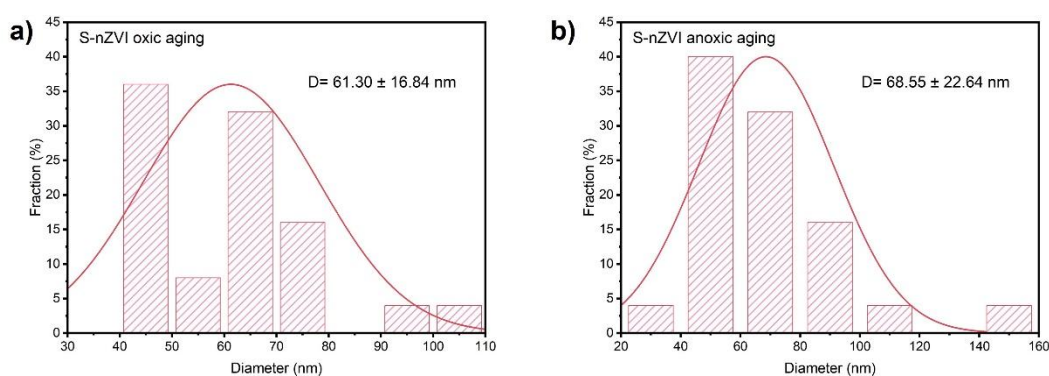 a)
S-nZVI oxic aging
D= 61.30 ± 16.84 nm
45
40
35
30
25
20
15
10
5
0
Fraction (%)
30 40 50 60 70 80 90 100 110
Diameter (nm)
b)
S-nZVI anoxic aging
D= 68.55 ± 22.64 nm
45
40
35
30
25
20
15
10
5
0
Fraction (%)
20 40 60 80 100 120 140 160
Diameter (nm)